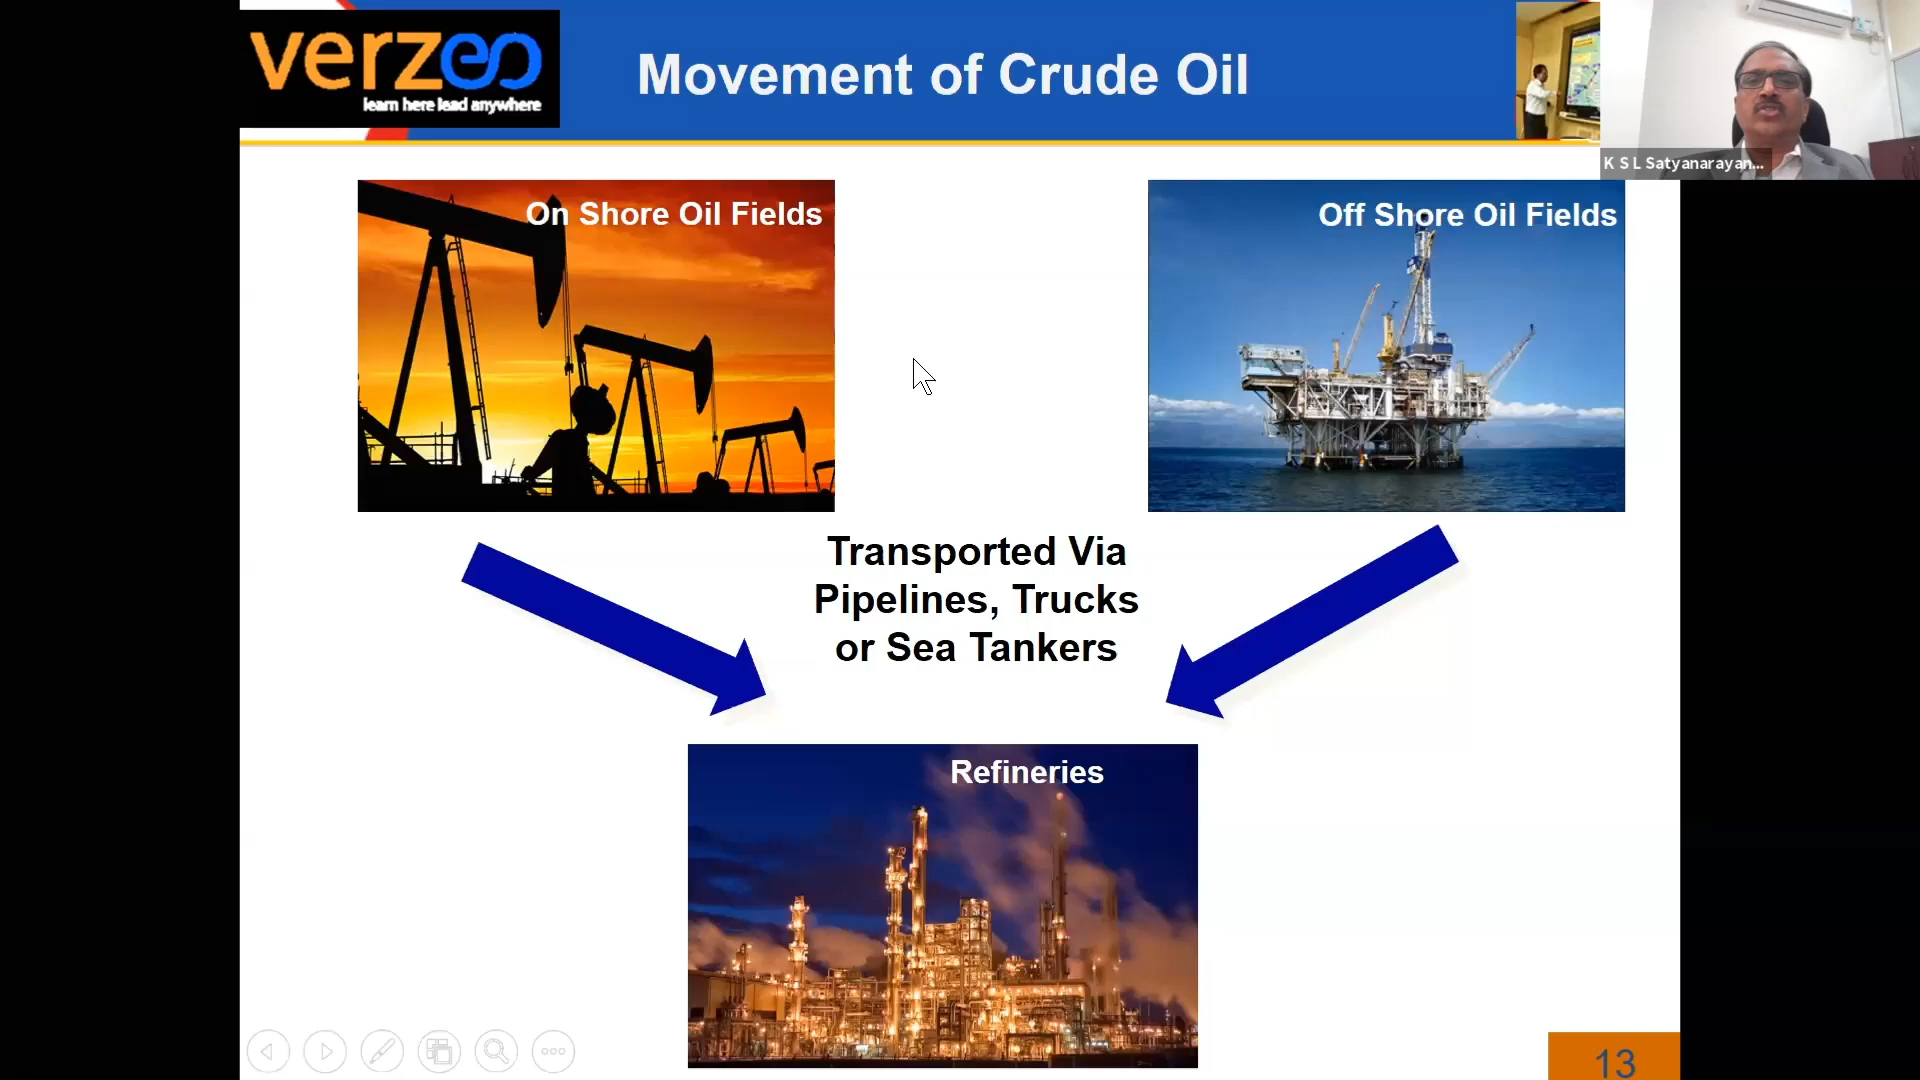 verzeo
learn here lead anywhere
Movement of Crude Oil
K S L Satyanarayan...
On Shore Oil Fields
Off Shore Oil Fields
Transported Via
Pipelines, Trucks
or Sea Tankers
Refineries
13